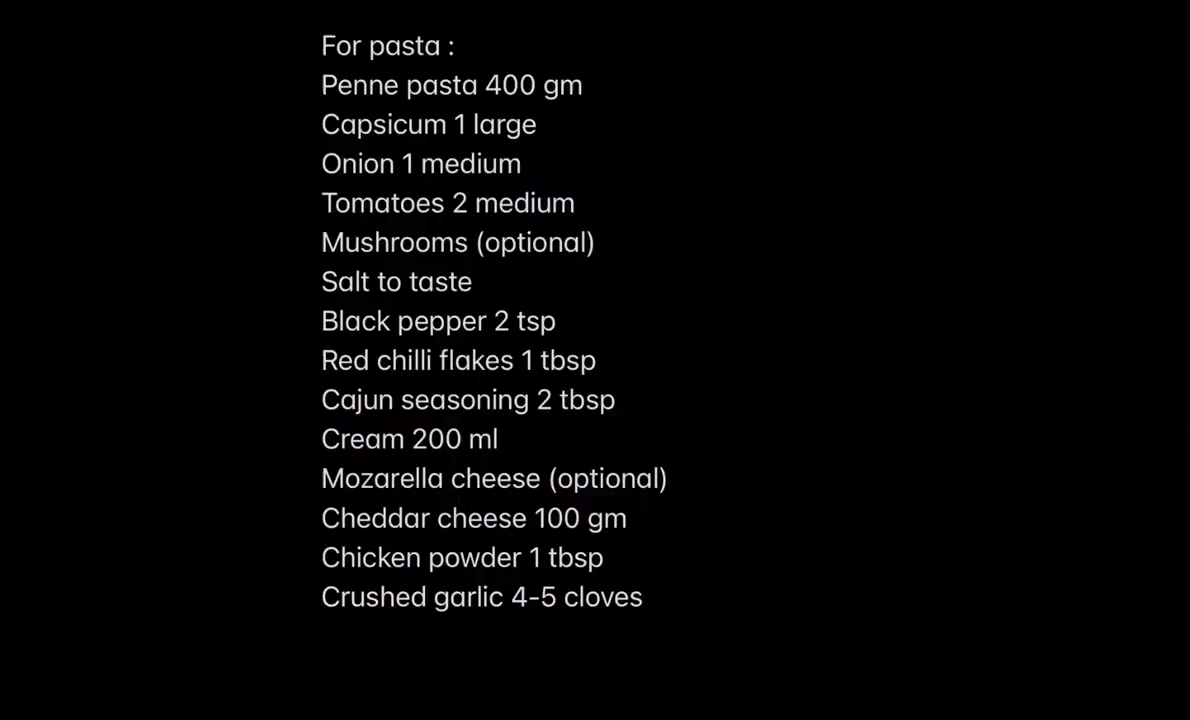 For pasta :
Penne pasta 400 gm
Capsicum 1 large
Onion 1 medium
Tomatoes 2 medium
Mushrooms (optional)
Salt to taste
Black pepper 2 tsp
Red chilli flakes 1 tbsp
Cajun seasoning 2 tbsp
Cream 200 ml
Mozarella cheese (optional)
Cheddar cheese 100 gm
Chicken powder 1 tbsp
Crushed garlic 4-5 cloves